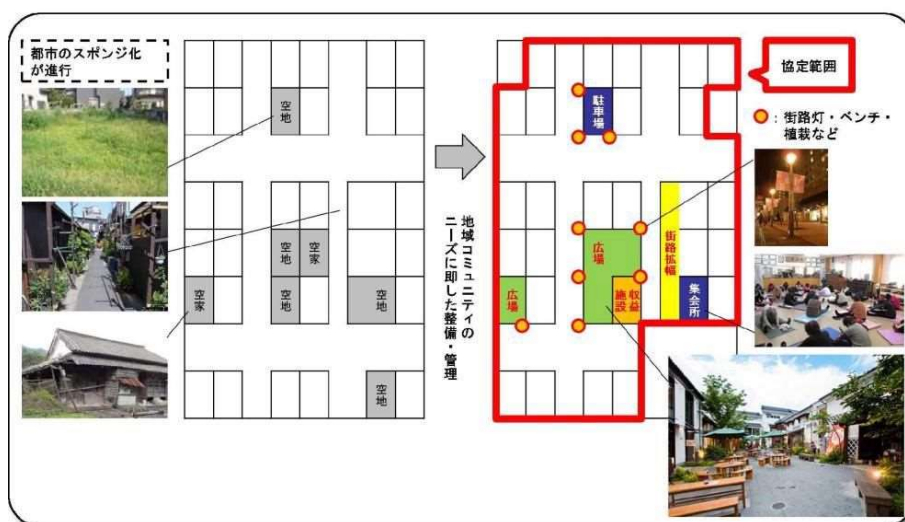 都市のスポンジ化
が進行
空地
空地
空家
空家
空地
空地
空地
地域コミュニティの
ニーズに即した整備・管理
協定範囲
:街路灯・ベンチ・
植栽など
駐車場
広場
街路拡幅
広場
収益
施設
集会所